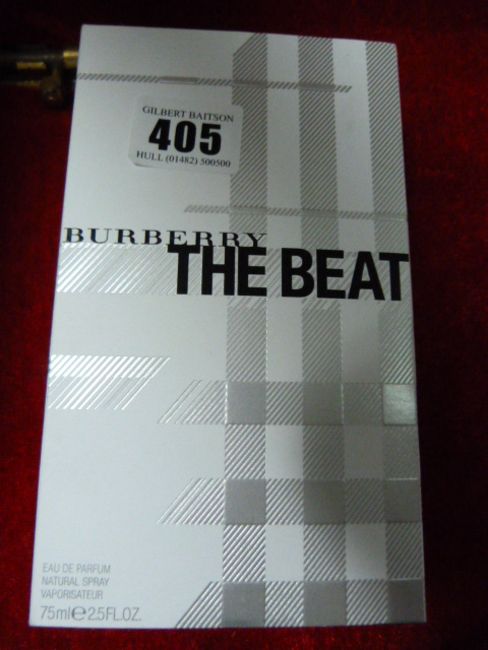 GILBERT BAITSON
405
HULL (01482) 500500
BURBERRY
THE BEAT
EAU DE PARFUM
NATURAL SPRAY
VAPORISATEUR
75ml℮2.5FL.OZ.